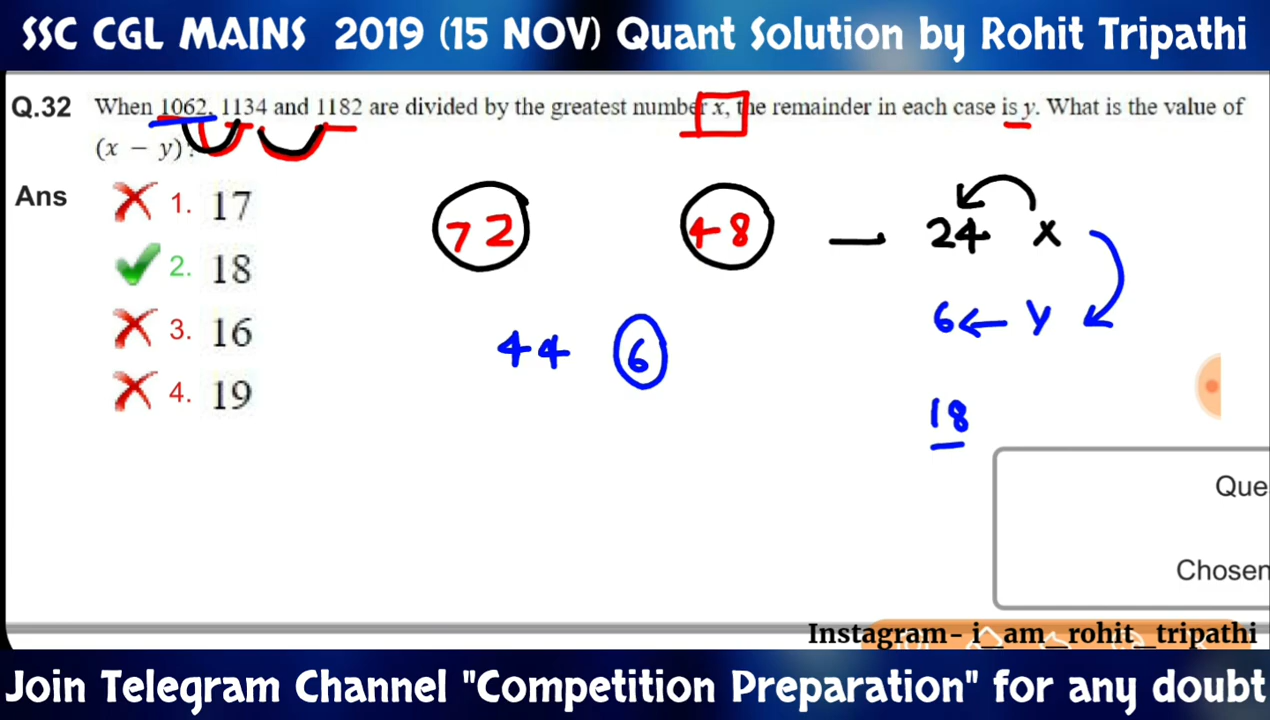 SSC CGL MAINS 2019 (15 NOV) Quant Solution by Rohit Tripathi
Q.32 When 1062, 1134 and 1182 are divided by the greatest number x, the remainder in each case is y. What is the value of
(x − y)?
Ans
1. 17
2. 18
3. 16
4. 19
72 48 — 24 x
6 ← y
44 6
18
Que
Chosen
Instagram- i_am_rohit_tripathi
Join Telegram Channel "Competition Preparation" for any doubt